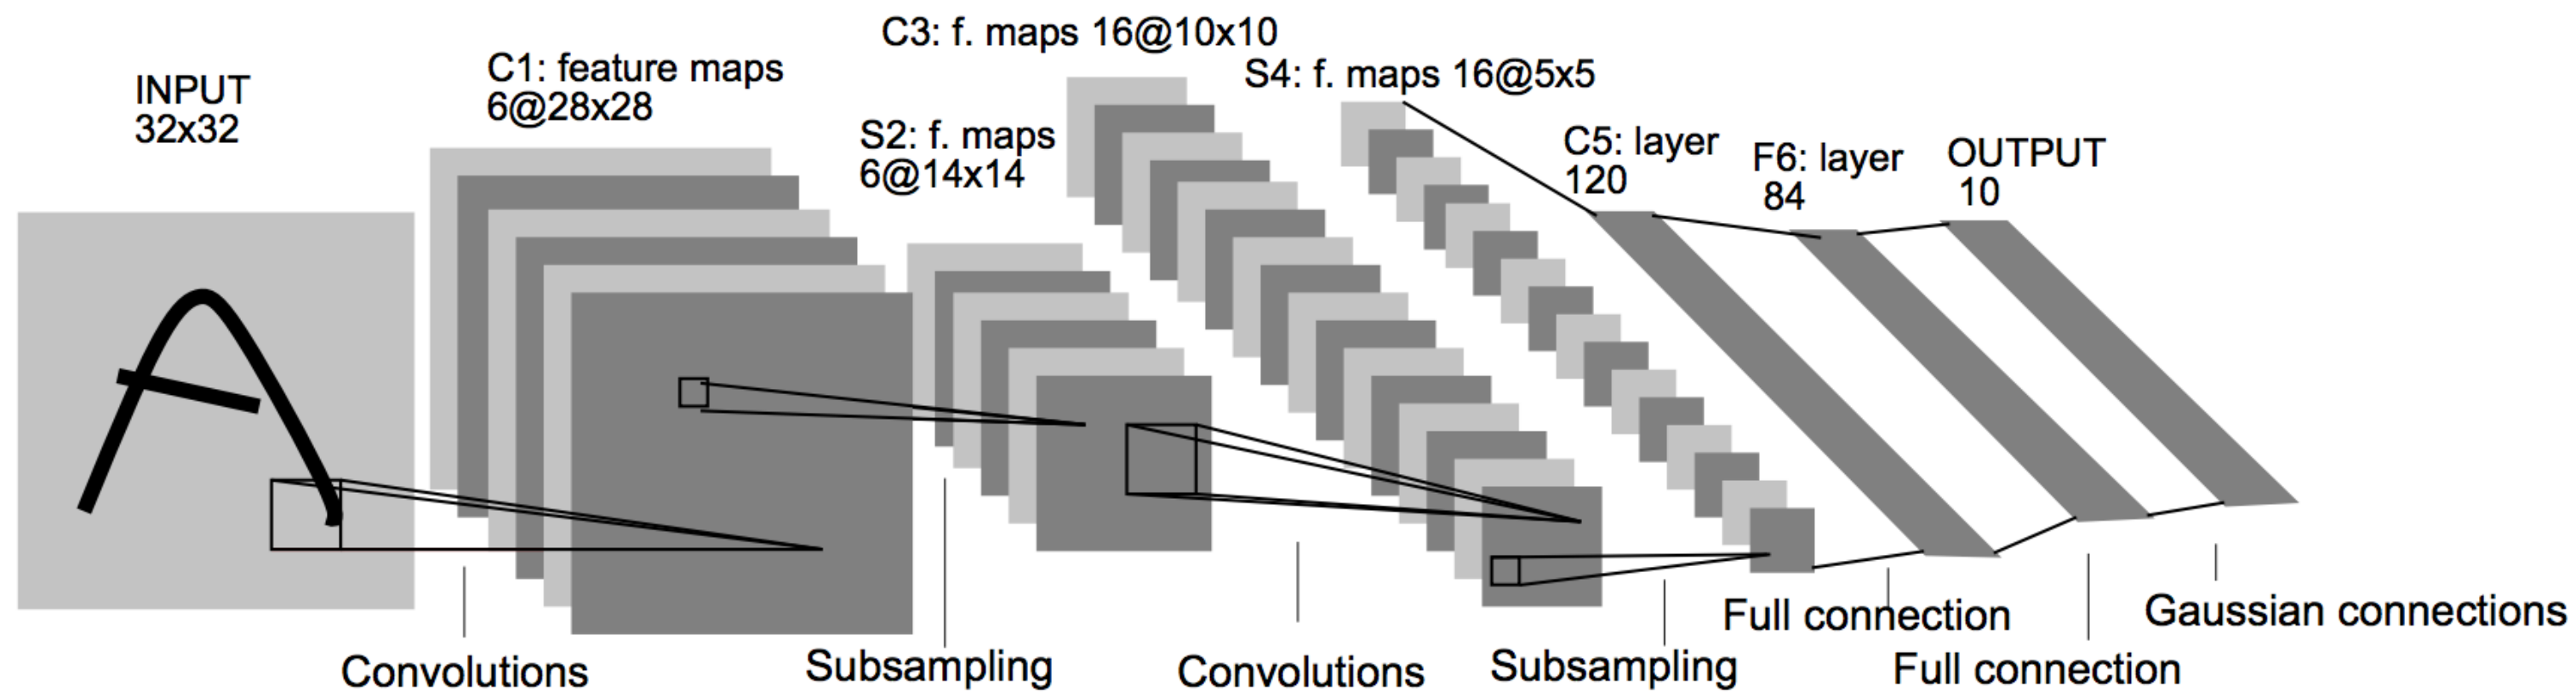 INPUT
32x32
C1: feature maps
6@28x28
S2: f. maps
6@14x14
C3: f. maps 16@10x10
S4: f. maps 16@5x5
C5: layer
120
F6: layer
84
OUTPUT
10
Convolutions
Subsampling
Convolutions
Subsampling
Full connection
Full connection
Gaussian connections